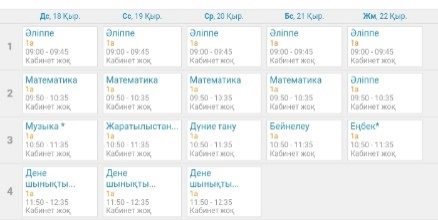 Дс, 18 Қыр. Сс, 19 Қыр. Ср, 20 Қыр. Бс, 21 Қыр. Жм, 22 Қыр.
1
Әліппе Әліппе Әліппе Әліппе Әліппе
1а 1а 1а 1а 1а
09:00 - 09:45 09:00 - 09:45 09:00 - 09:45 09:00 - 09:45 09:00 - 09:45
Кабинет жоқ Кабинет жоқ Кабинет жоқ Кабинет жоқ Кабинет жоқ
2
Математика Математика Математика Математика Әліппе
1а 1а 1а 1а 1а
09:50 - 10:35 09:50 - 10:35 09:50 - 10:35 09:50 - 10:35 09:50 - 10:35
Кабинет жоқ Кабинет жоқ Кабинет жоқ Кабинет жоқ Кабинет жоқ
3
Музыка * Жаратылыстан... Дүние тану Бейнелеу Еңбек*
1а 1а 1а 1а 1а
10:50 - 11:35 10:50 - 11:35 10:50 - 11:35 10:50 - 11:35 10:50 - 11:35
Кабинет жоқ Кабинет жоқ Кабинет жоқ Кабинет жоқ Кабинет жоқ
4
Дене Дене Дене
шынықты... шынықты... шынықты...
1а 1а 1а
11:50 - 12:35 11:50 - 12:35 11:50 - 12:35
Кабинет жоқ Кабинет жоқ Кабинет жоқ